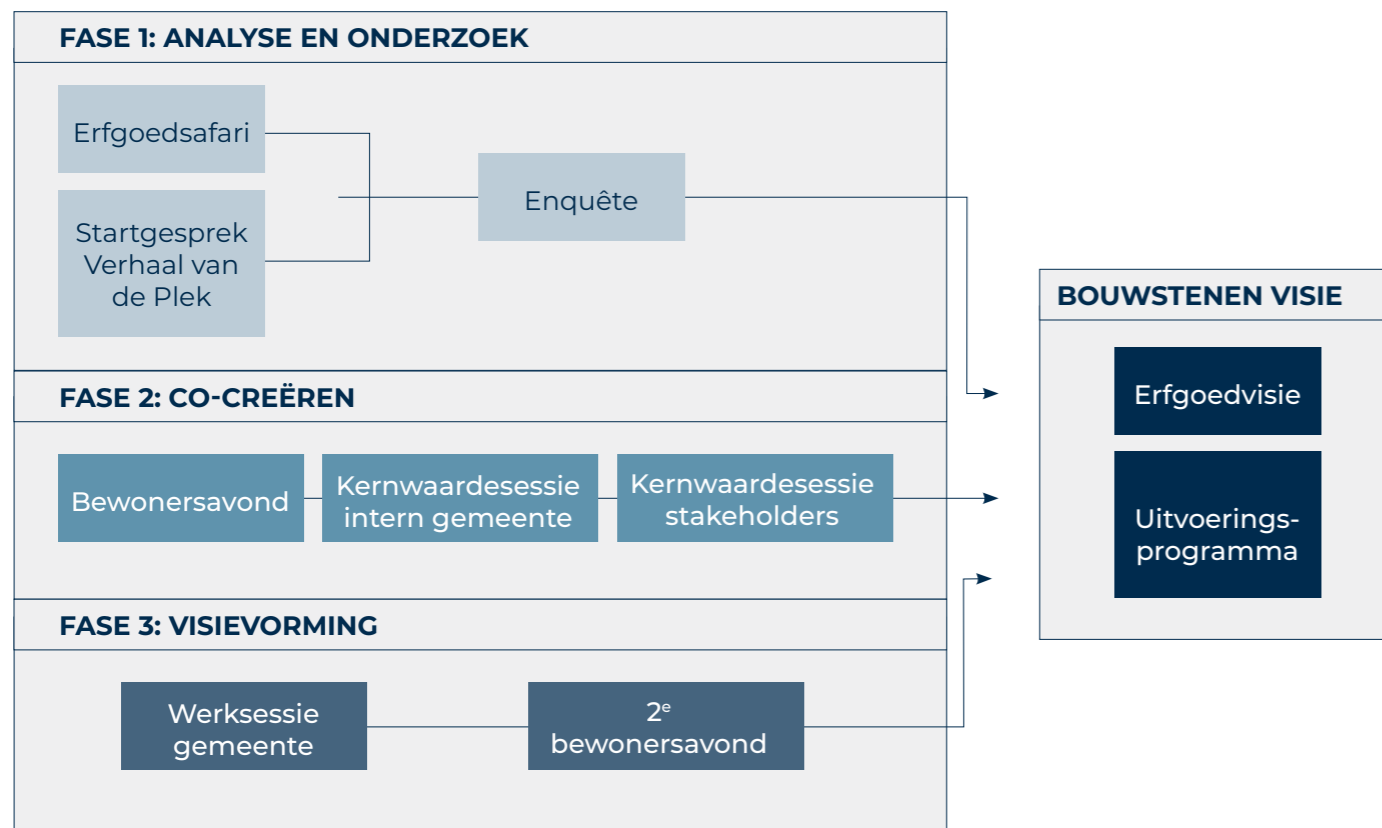 FASE 1: ANALYSE EN ONDERZOEK
Erfgoedsafari
Startgesprek
Verhaal van
de Plek
Enquête
FASE 2: CO-CREËREN
Bewonersavond
Kernwaardesessie
intern gemeente
Kernwaardesessie
stakeholders
FASE 3: VISIEVORMING
Werksessie
gemeente
2e
bewonersavond
BOUWSTENEN VISIE
Erfgoedvisie
Uitvoerings-
programma